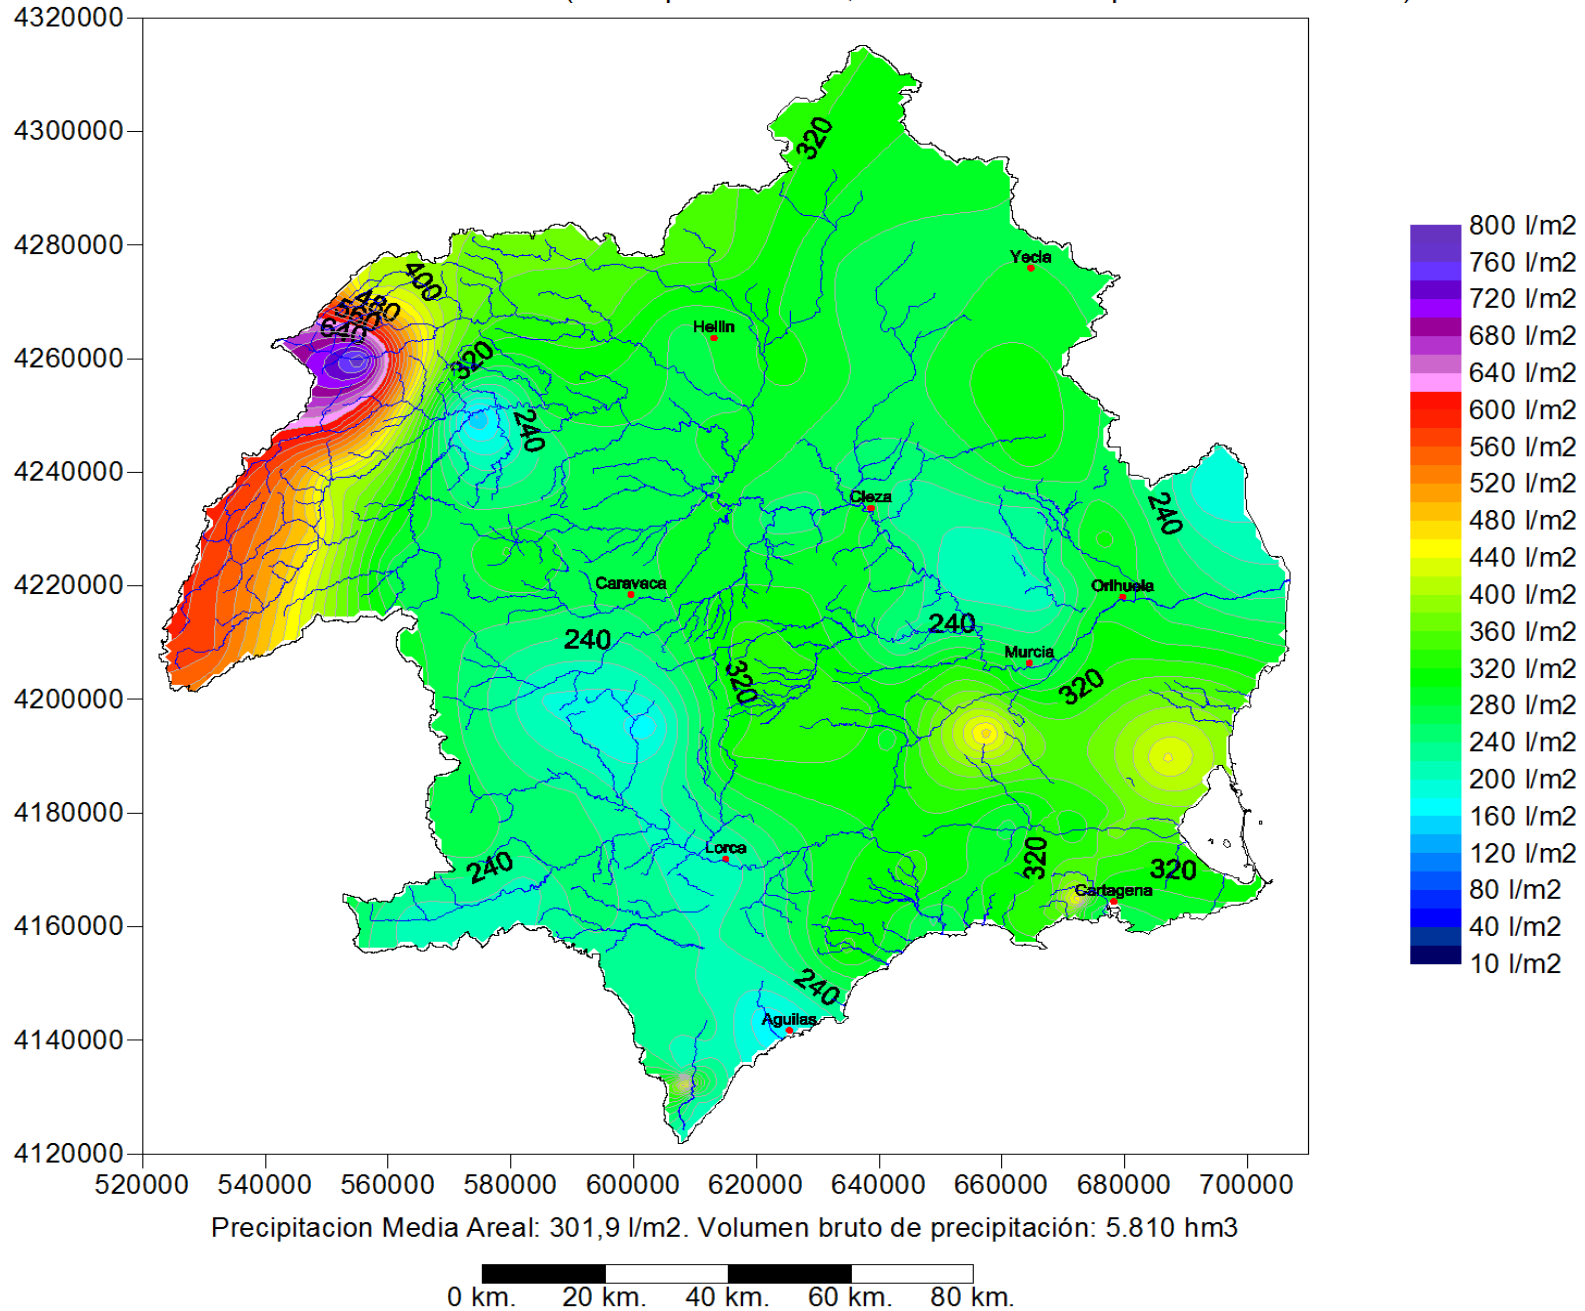 4320000
4300000
4280000
4260000
4240000
4220000
4200000
4180000
4160000
4140000
4120000
520000 540000 560000 580000 600000 620000 640000 660000 680000 700000
320
400
480
560
640
320
240
240
240
240
320
320
320
320
240
240
Yecla
Hellin
Cieza
Caravaca
Orihuela
Murcia
Lorca
Cartagena
Aguilas
800 l/m2
760 l/m2
720 l/m2
680 l/m2
640 l/m2
600 l/m2
560 l/m2
520 l/m2
480 l/m2
440 l/m2
400 l/m2
360 l/m2
320 l/m2
280 l/m2
240 l/m2
200 l/m2
160 l/m2
120 l/m2
80 l/m2
40 l/m2
10 l/m2
Precipitacion Media Areal: 301,9 l/m2. Volumen bruto de precipitación: 5.810 hm3
0 km. 20 km. 40 km. 60 km. 80 km.